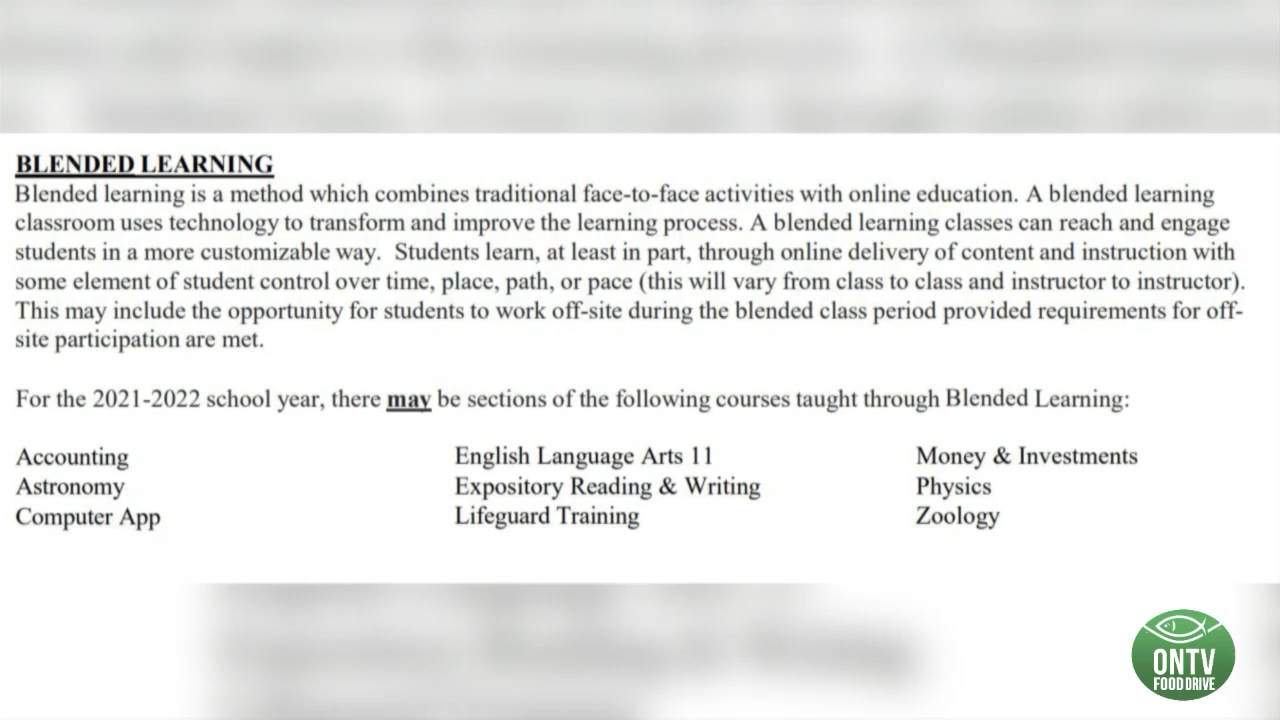 BLENDED LEARNING
Blended learning is a method which combines traditional face-to-face activities with online education. A blended learning
classroom uses technology to transform and improve the learning process. A blended learning classes can reach and engage
students in a more customizable way.  Students learn, at least in part, through online delivery of content and instruction with
some element of student control over time, place, path, or pace (this will vary from class to class and instructor to instructor).
This may include the opportunity for students to work off-site during the blended class period provided requirements for off-
site participation are met.
For the 2021-2022 school year, there may be sections of the following courses taught through Blended Learning:
Accounting English Language Arts 11 Money & Investments
Astronomy Expository Reading & Writing Physics
Computer App Lifeguard Training Zoology
ONTV
FOOD DRIVE